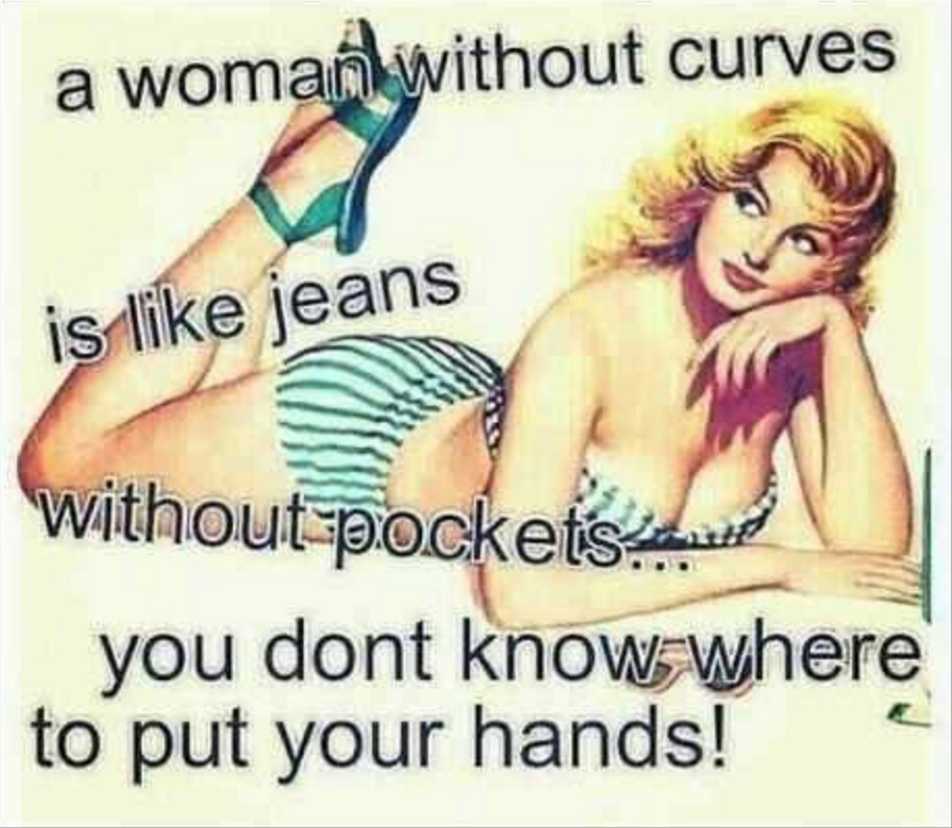 a woman without curves
is like jeans
without pockets...
you dont know where
to put your hands!